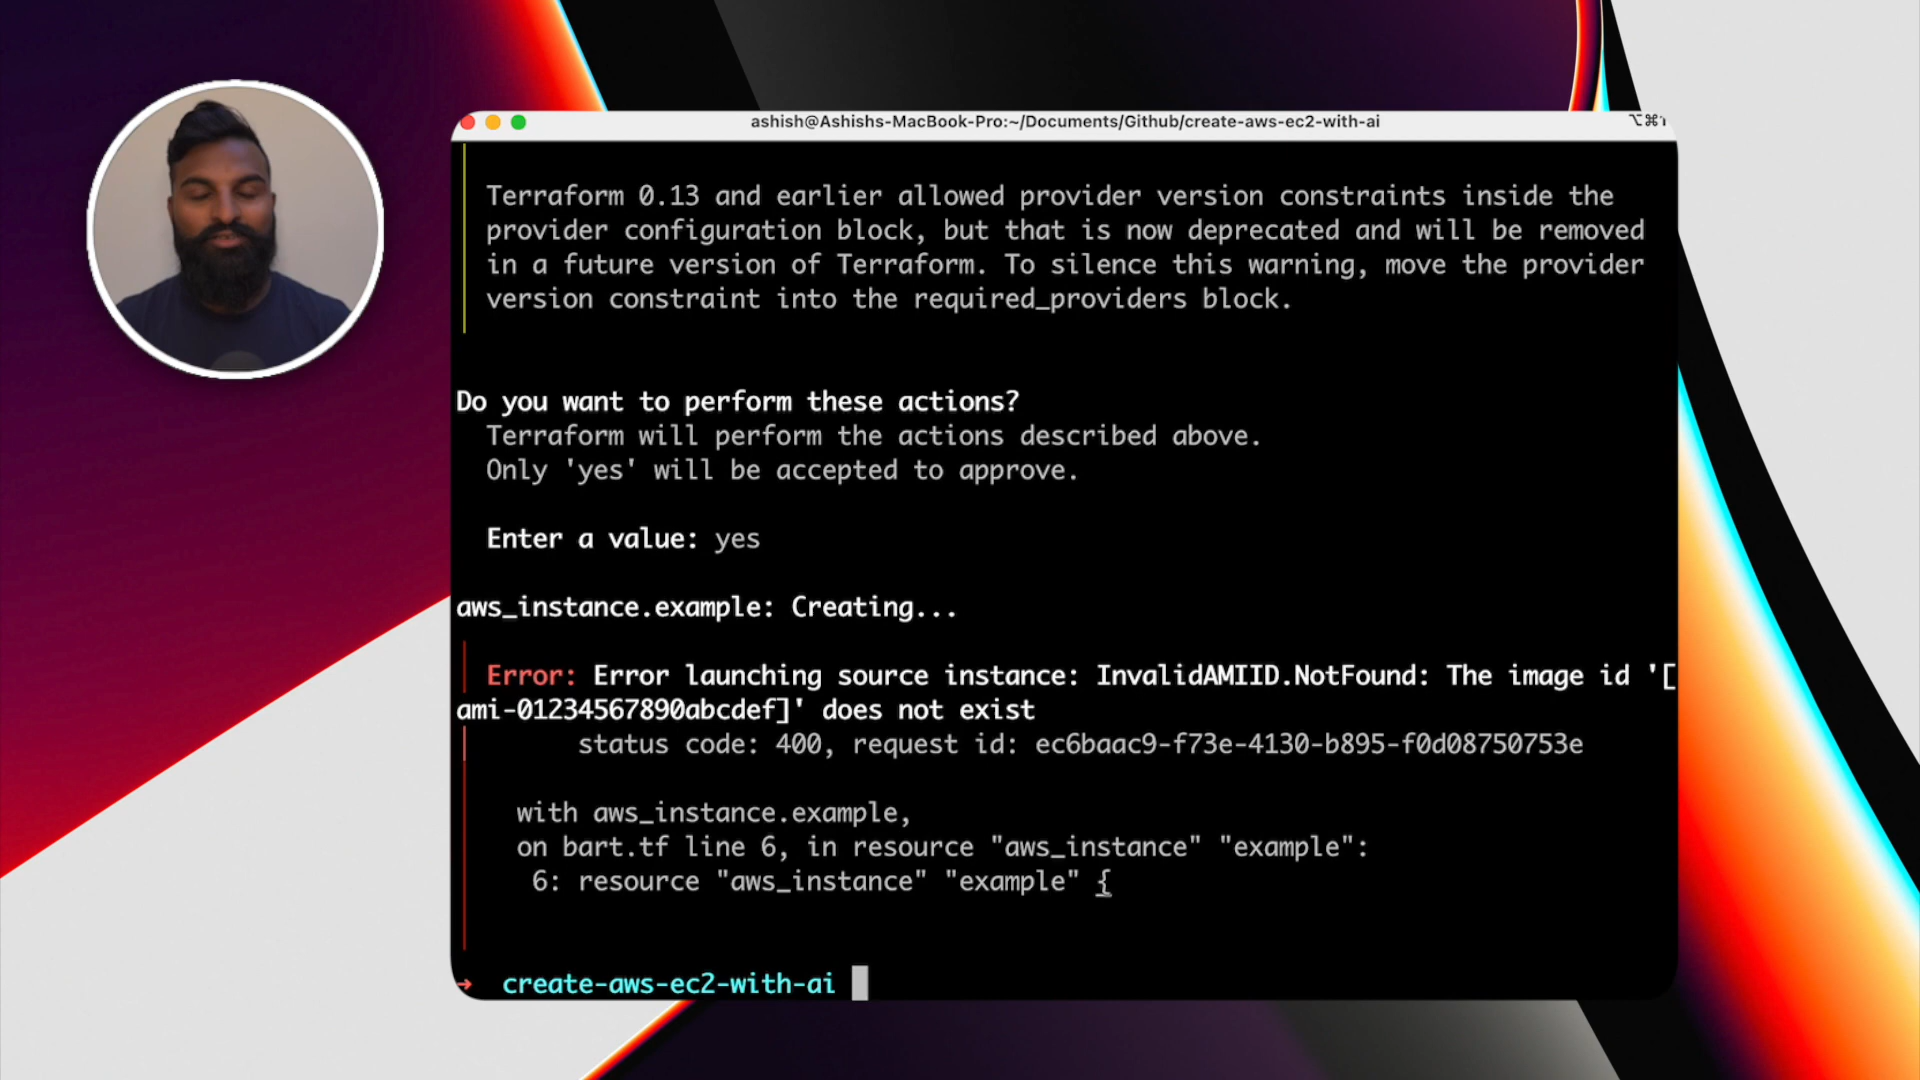 ashish@Ashishs-MacBook-Pro:~/Documents/Github/create-aws-ec2-with-ai
Terraform 0.13 and earlier allowed provider version constraints inside the
provider configuration block, but that is now deprecated and will be removed
in a future version of Terraform. To silence this warning, move the provider
version constraint into the required_providers block.
Do you want to perform these actions?
Terraform will perform the actions described above.
Only 'yes' will be accepted to approve.
Enter a value: yes
aws_instance.example: Creating...
Error: Error launching source instance: InvalidAMIID.NotFound: The image id '[
ami-01234567890abcdef]' does not exist
status code: 400, request id: ec6baac9-f73e-4130-b895-f0d08750753e
with aws_instance.example,
on bart.tf line 6, in resource "aws_instance" "example":
6: resource "aws_instance" "example" {
➜ create-aws-ec2-with-ai